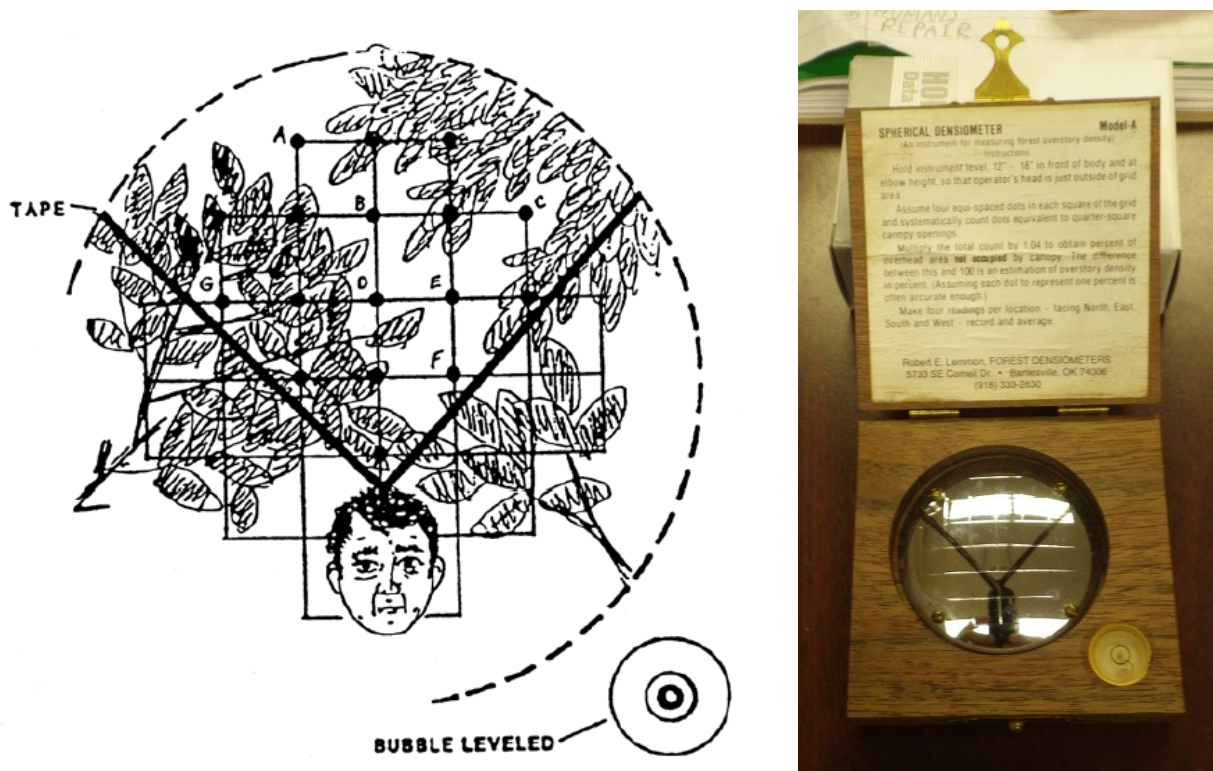 A
B
C
TAPE
G
D
E
F
BUBBLE LEVELED
HUMANS
REPAIR
HO
Data
SPHERICAL DENSIOMETER Model-A
(An instrument for measuring forest overstory density)
Instructions
Hold instrument level, 12" - 18" in front of body and at
elbow height, so that operator's head is just outside of grid
area.
Assume four equi-spaced dots in each square of the grid
and systematically count dots equivalent to quarter-square
canopy openings.
Multiply the total count by 1.04 to obtain percent of
overhead area not occupied by canopy. The difference
between this and 100 is an estimation of overstory density
in percent. (Assuming each dot to represent one percent is
often accurate enough.)
Make four readings per location - facing North, East,
South and West - record and average.
Robert E. Lemmon, FOREST DENSIOMETERS
5733 SE Cornell Dr. • Bartlesville, OK 74006
(918) 333-2830